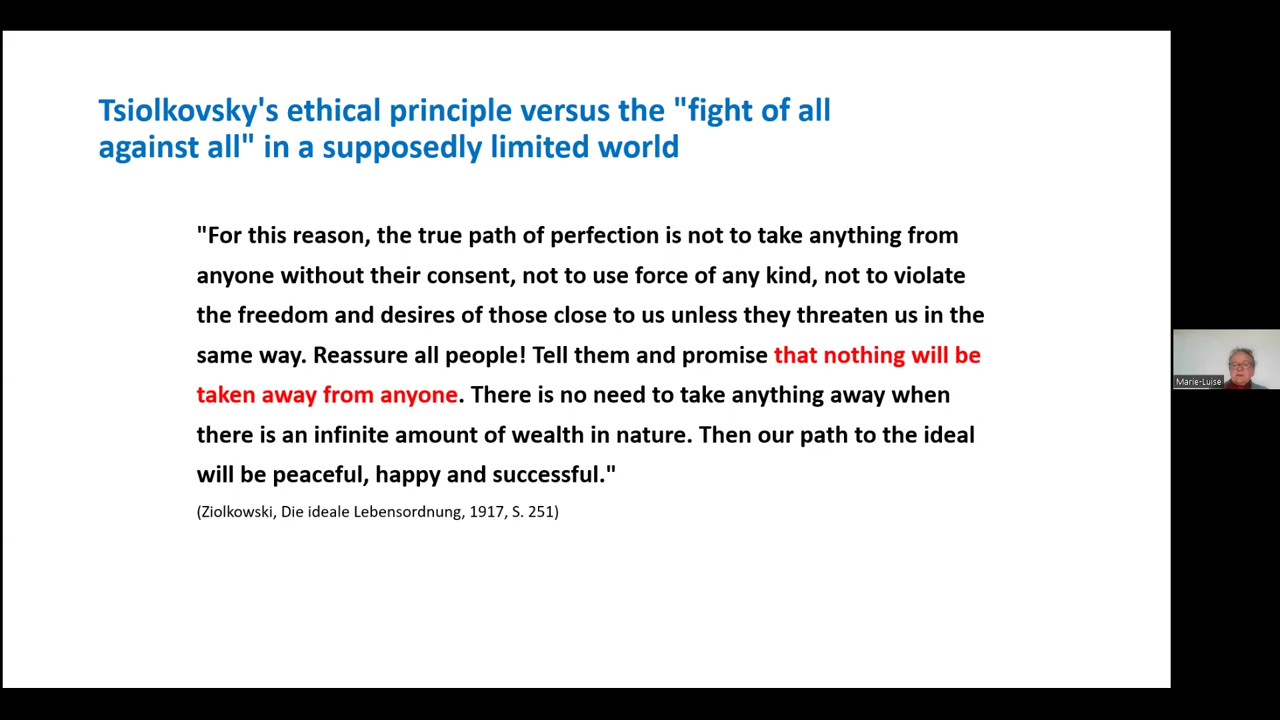 Tsiolkovsky's ethical principle versus the "fight of all
against all" in a supposedly limited world
"For this reason, the true path of perfection is not to take anything from
anyone without their consent, not to use force of any kind, not to violate
the freedom and desires of those close to us unless they threaten us in the
same way. Reassure all people! Tell them and promise that nothing will be
taken away from anyone. There is no need to take anything away when
there is an infinite amount of wealth in nature. Then our path to the ideal
will be peaceful, happy and successful."
(Ziolkowski, Die ideale Lebensordnung, 1917, S. 251)
Marie-Luise